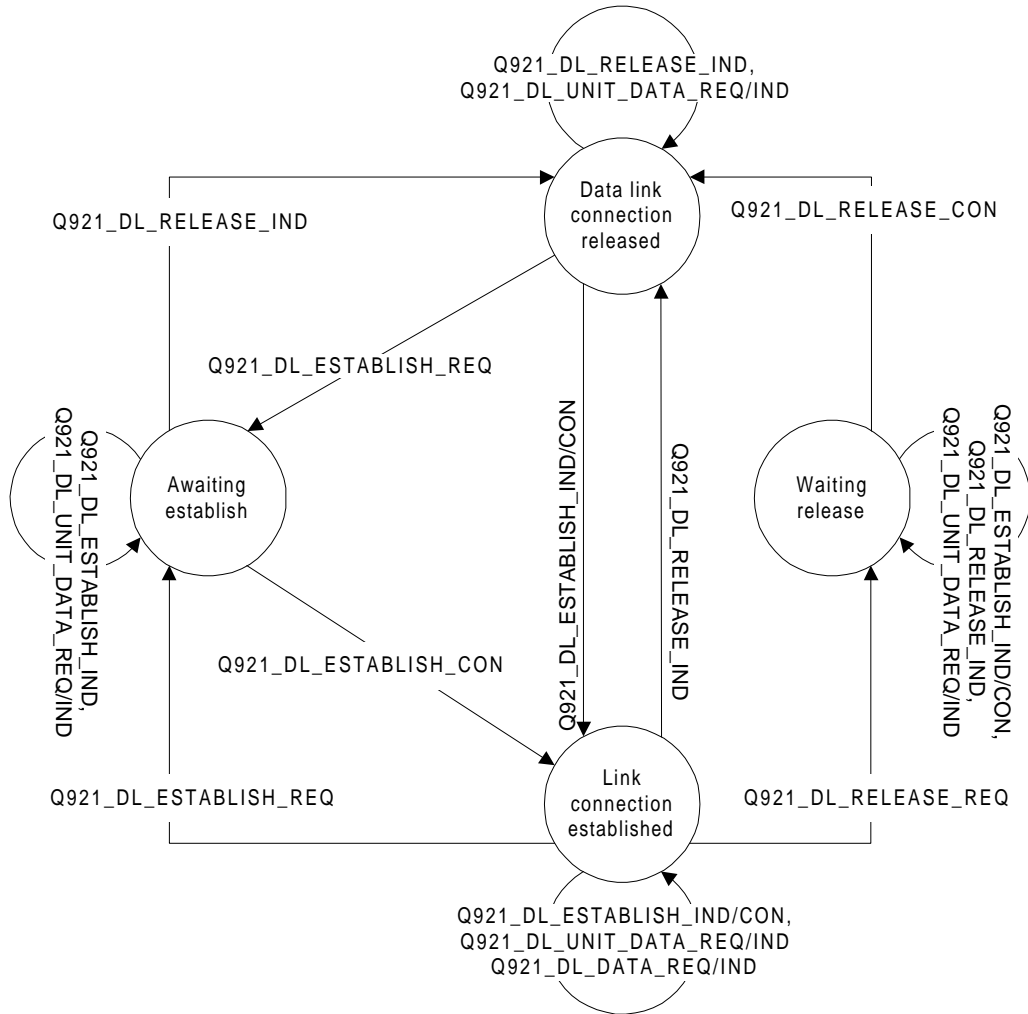 Q921_DL_RELEASE_IND,
Q921_DL_UNIT_DATA_REQ/IND
Data link
connection
released
Q921_DL_RELEASE_IND
Q921_DL_RELEASE_CON
Q921_DL_ESTABLISH_REQ
Q921_DL_ESTABLISH_IND/CON
Q921_DL_RELEASE_IND
Q921_DL_ESTABLISH_IND,
Q921_DL_UNIT_DATA_REQ/IND
Awaiting
establish
Waiting
release
Q921_DL_ESTABLISH_IND/CON,
Q921_DL_RELEASE_IND,
Q921_DL_UNIT_DATA_REQ/IND
Q921_DL_ESTABLISH_CON
Q921_DL_ESTABLISH_REQ
Link
connection
established
Q921_DL_RELEASE_REQ
Q921_DL_ESTABLISH_IND/CON,
Q921_DL_UNIT_DATA_REQ/IND
Q921_DL_DATA_REQ/IND